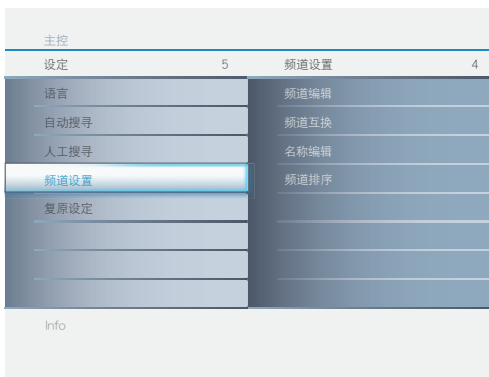 主控
设定 5 频道设置 4
语言 频道编辑
自动搜寻 频道互换
人工搜寻 名称编辑
频道设置 频道排序
复原设定
Info